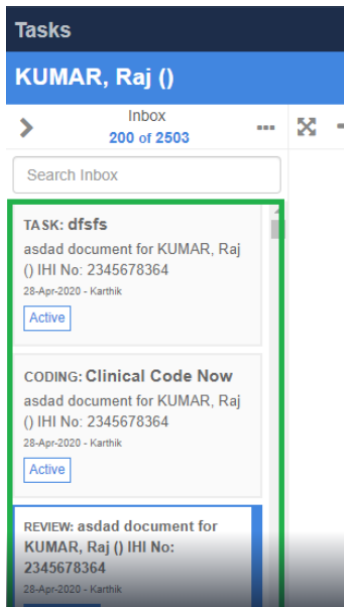 Tasks
KUMAR, Raj ()
Inbox
200 of 2503
Search Inbox
TASK: dfsfs
asdad document for KUMAR, Raj
() IHI No: 2345678364
28-Apr-2020 - Karthik
Active
CODING: Clinical Code Now
asdad document for KUMAR, Raj
() IHI No: 2345678364
28-Apr-2020 - Karthik
Active
REVIEW: asdad document for
KUMAR, Raj () IHI No:
2345678364
28-Apr-2020 - Karthik